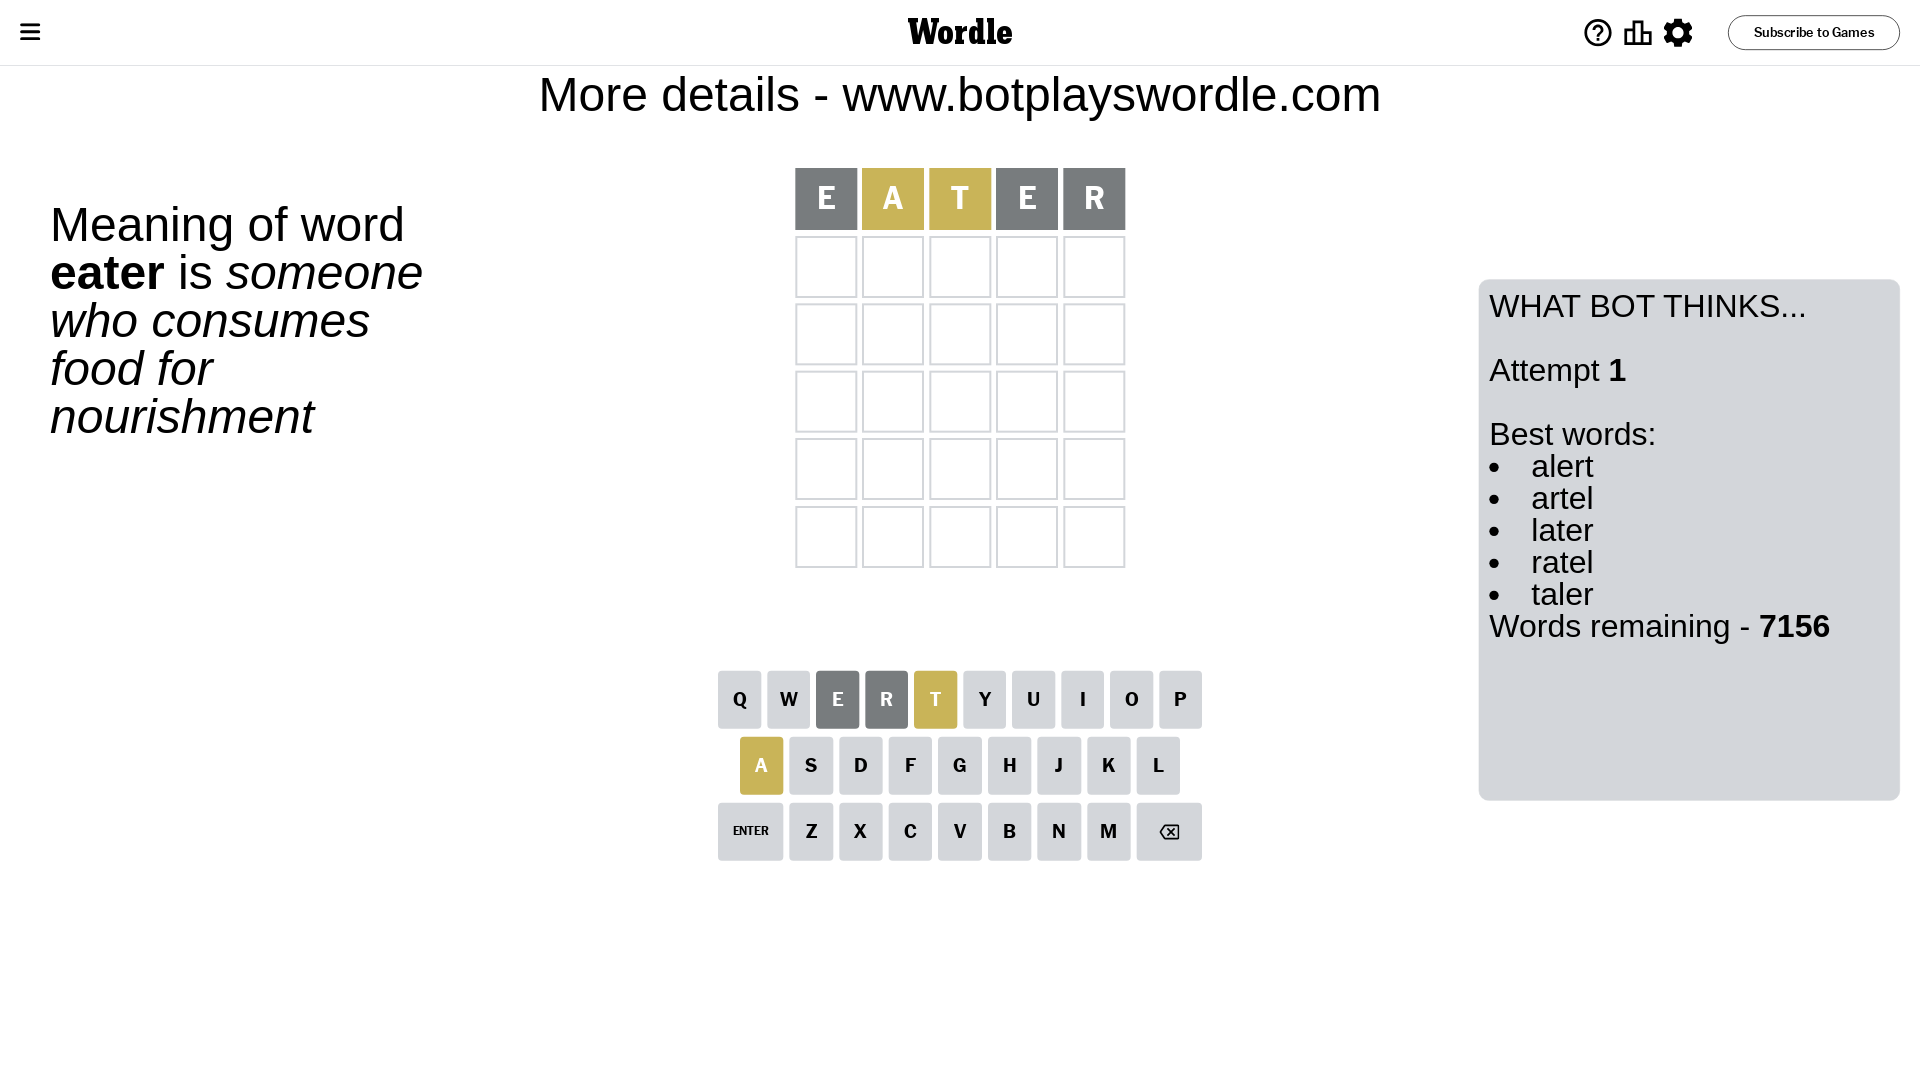 Wordle
Subscribe to Games
More details - www.botplayswordle.com
Meaning of word
eater is someone
who consumes
food for
nourishment
E A T E R
WHAT BOT THINKS...
Attempt 1
Best words:
• alert
• artel
• later
• ratel
• taler
Words remaining - 7156
Q W E R T Y U I O P
A S D F G H J K L
ENTER Z X C V B N M